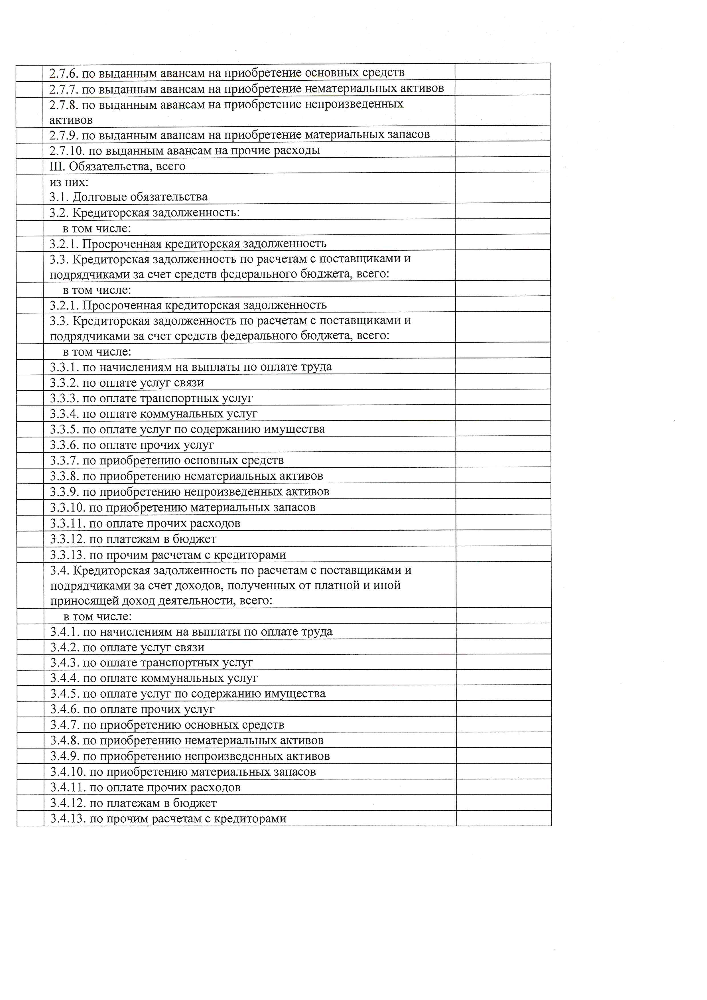 2.7.6. по выданным авансам на приобретение основных средств
2.7.7. по выданным авансам на приобретение нематериальных активов
2.7.8. по выданным авансам на приобретение непроизведенных
активов
2.7.9. по выданным авансам на приобретение материальных запасов
2.7.10. по выданным авансам на прочие расходы
III. Обязательства, всего
из них:
3.1. Долговые обязательства
3.2. Кредиторская задолженность:
в том числе:
3.2.1. Просроченная кредиторская задолженность
3.3. Кредиторская задолженность по расчетам с поставщиками и
подрядчиками за счет средств федерального бюджета, всего:
в том числе:
3.2.1. Просроченная кредиторская задолженность
3.3. Кредиторская задолженность по расчетам с поставщиками и
подрядчиками за счет средств федерального бюджета, всего:
в том числе:
3.3.1. по начислениям на выплаты по оплате труда
3.3.2. по оплате услуг связи
3.3.3. по оплате транспортных услуг
3.3.4. по оплате коммунальных услуг
3.3.5. по оплате услуг по содержанию имущества
3.3.6. по оплате прочих услуг
3.3.7. по приобретению основных средств
3.3.8. по приобретению нематериальных активов
3.3.9. по приобретению непроизведенных активов
3.3.10. по приобретению материальных запасов
3.3.11. по оплате прочих расходов
3.3.12. по платежам в бюджет
3.3.13. по прочим расчетам с кредиторами
3.4. Кредиторская задолженность по расчетам с поставщиками и
подрядчиками за счет доходов, полученных от платной и иной
приносящей доход деятельности, всего:
в том числе:
3.4.1. по начислениям на выплаты по оплате труда
3.4.2. по оплате услуг связи
3.4.3. по оплате транспортных услуг
3.4.4. по оплате коммунальных услуг
3.4.5. по оплате услуг по содержанию имущества
3.4.6. по оплате прочих услуг
3.4.7. по приобретению основных средств
3.4.8. по приобретению нематериальных активов
3.4.9. по приобретению непроизведенных активов
3.4.10. по приобретению материальных запасов
3.4.11. по оплате прочих расходов
3.4.12. по платежам в бюджет
3.4.13. по прочим расчетам с кредиторами